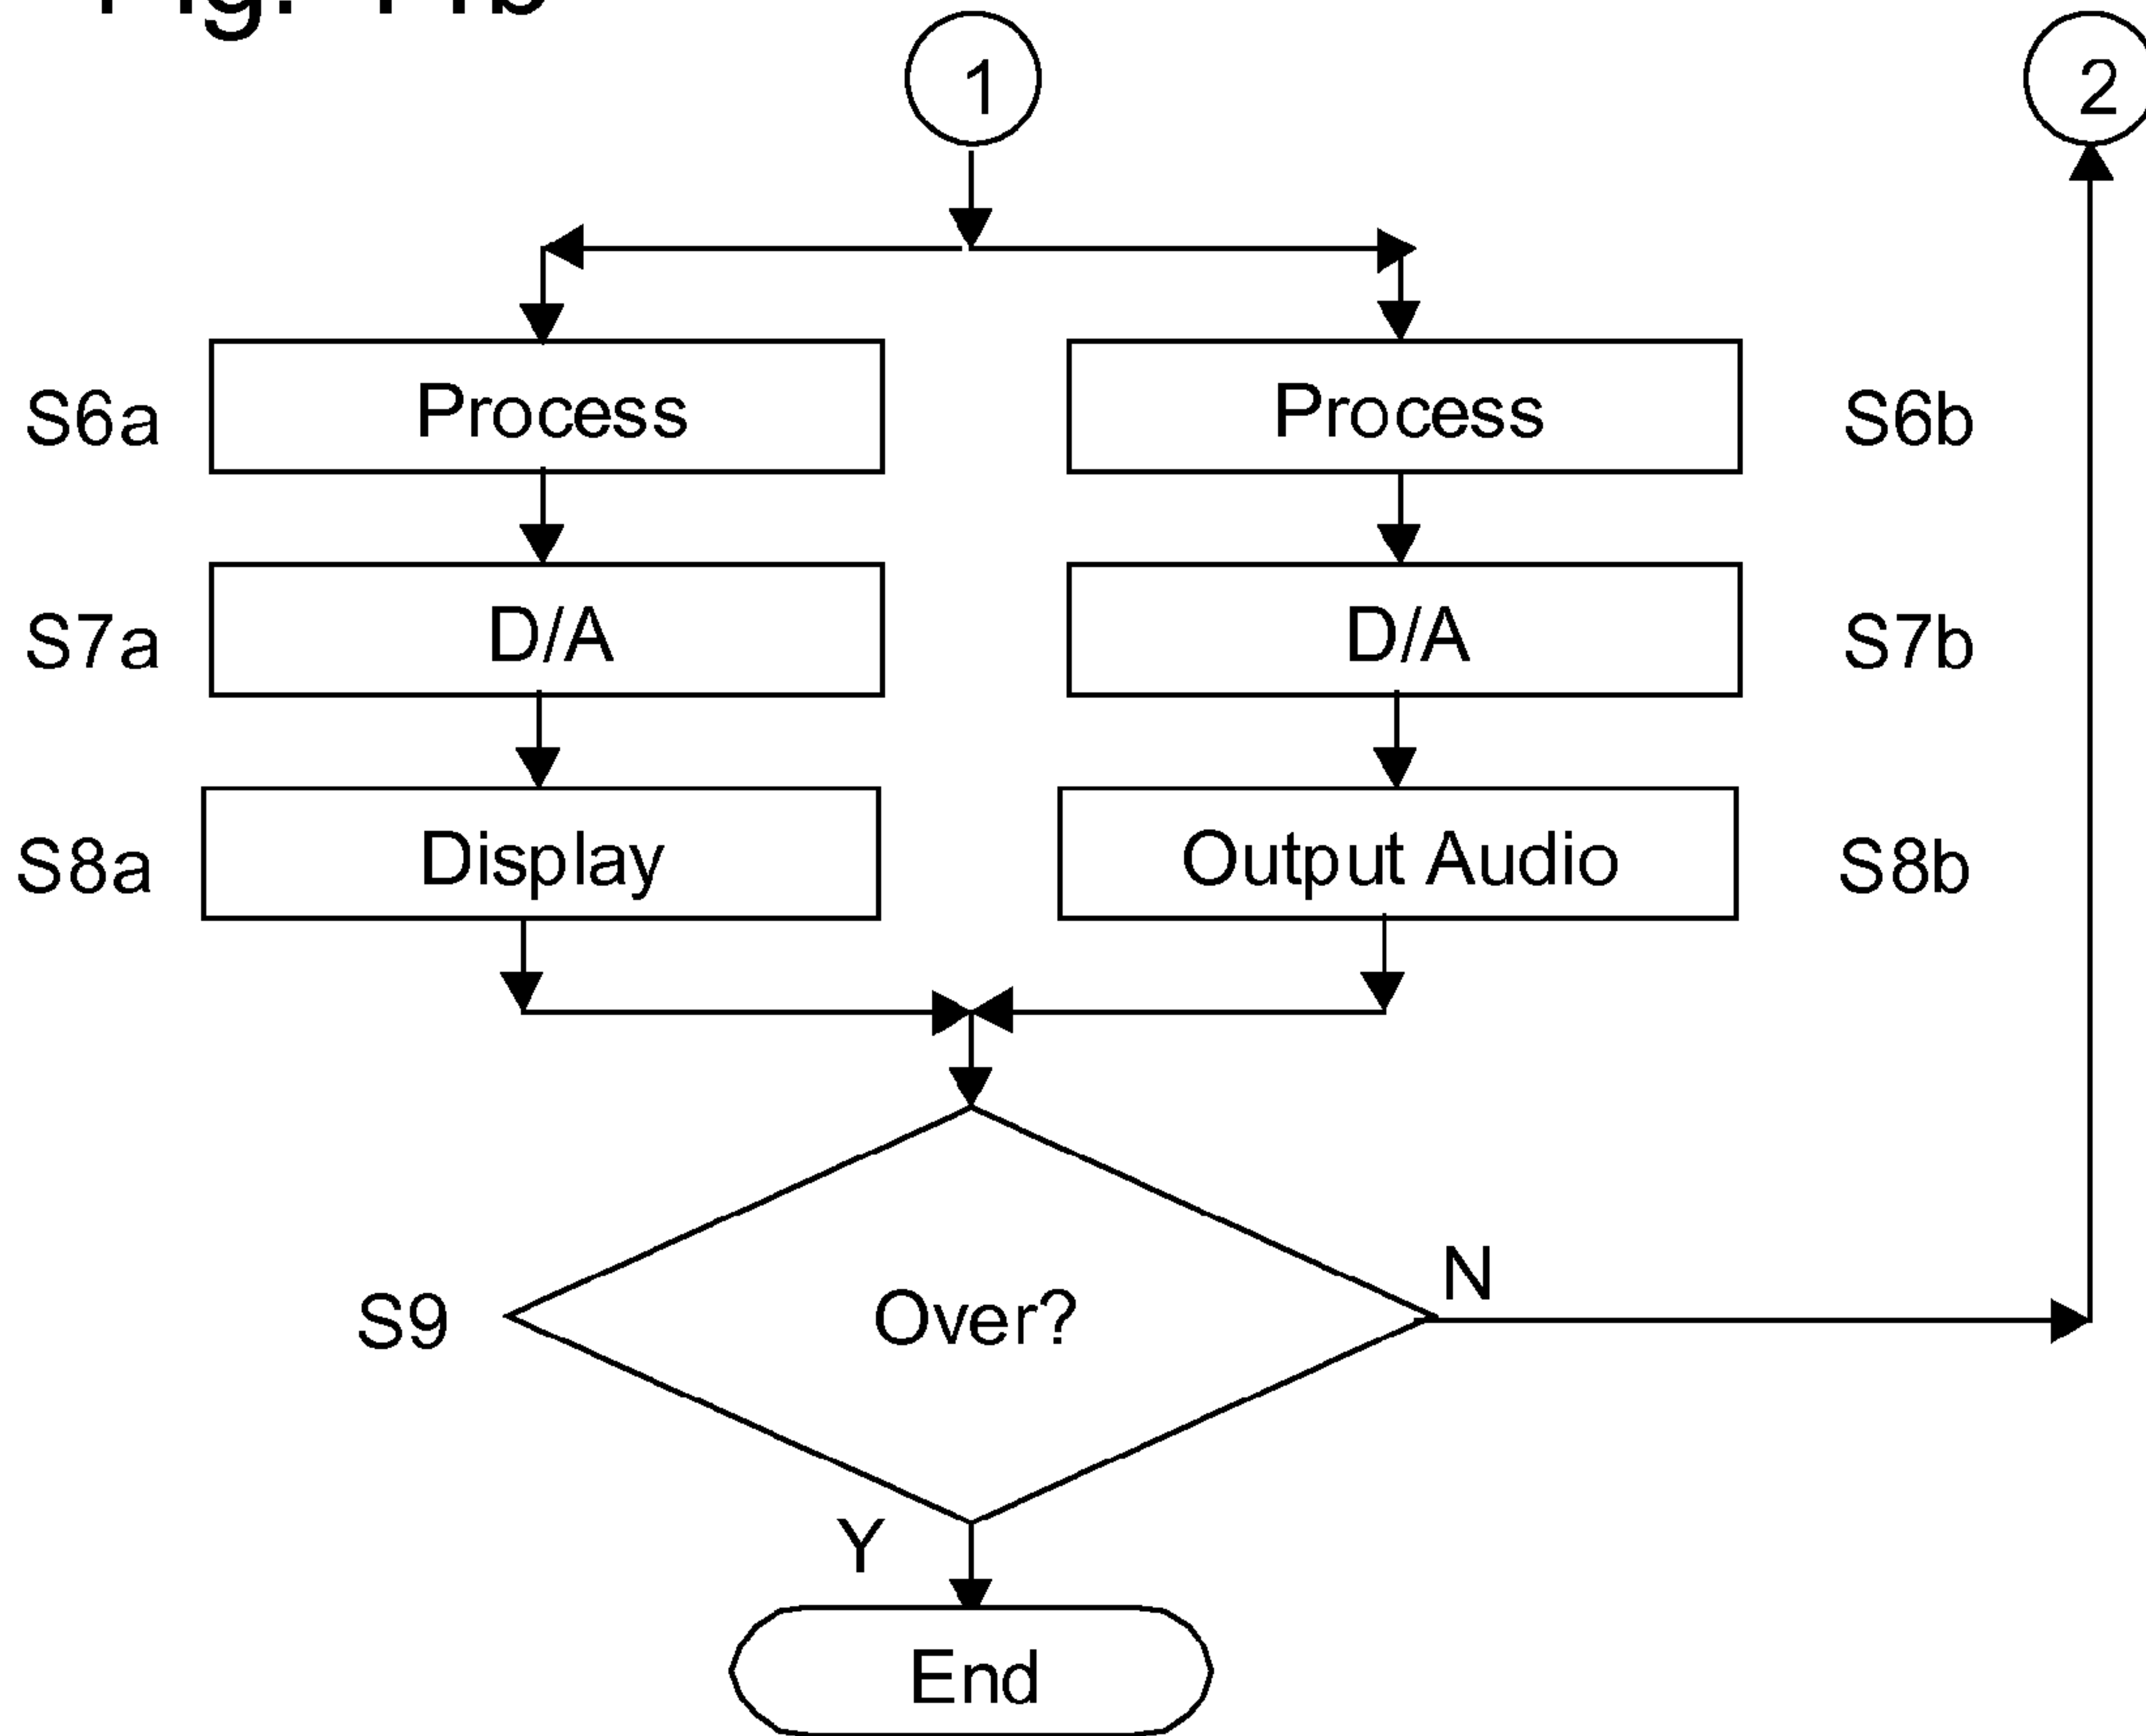 1 2
S6a Process Process S6b
S7a D/A D/A S7b
S8a Display Output Audio S8b
N
S9 Over?
Y
End